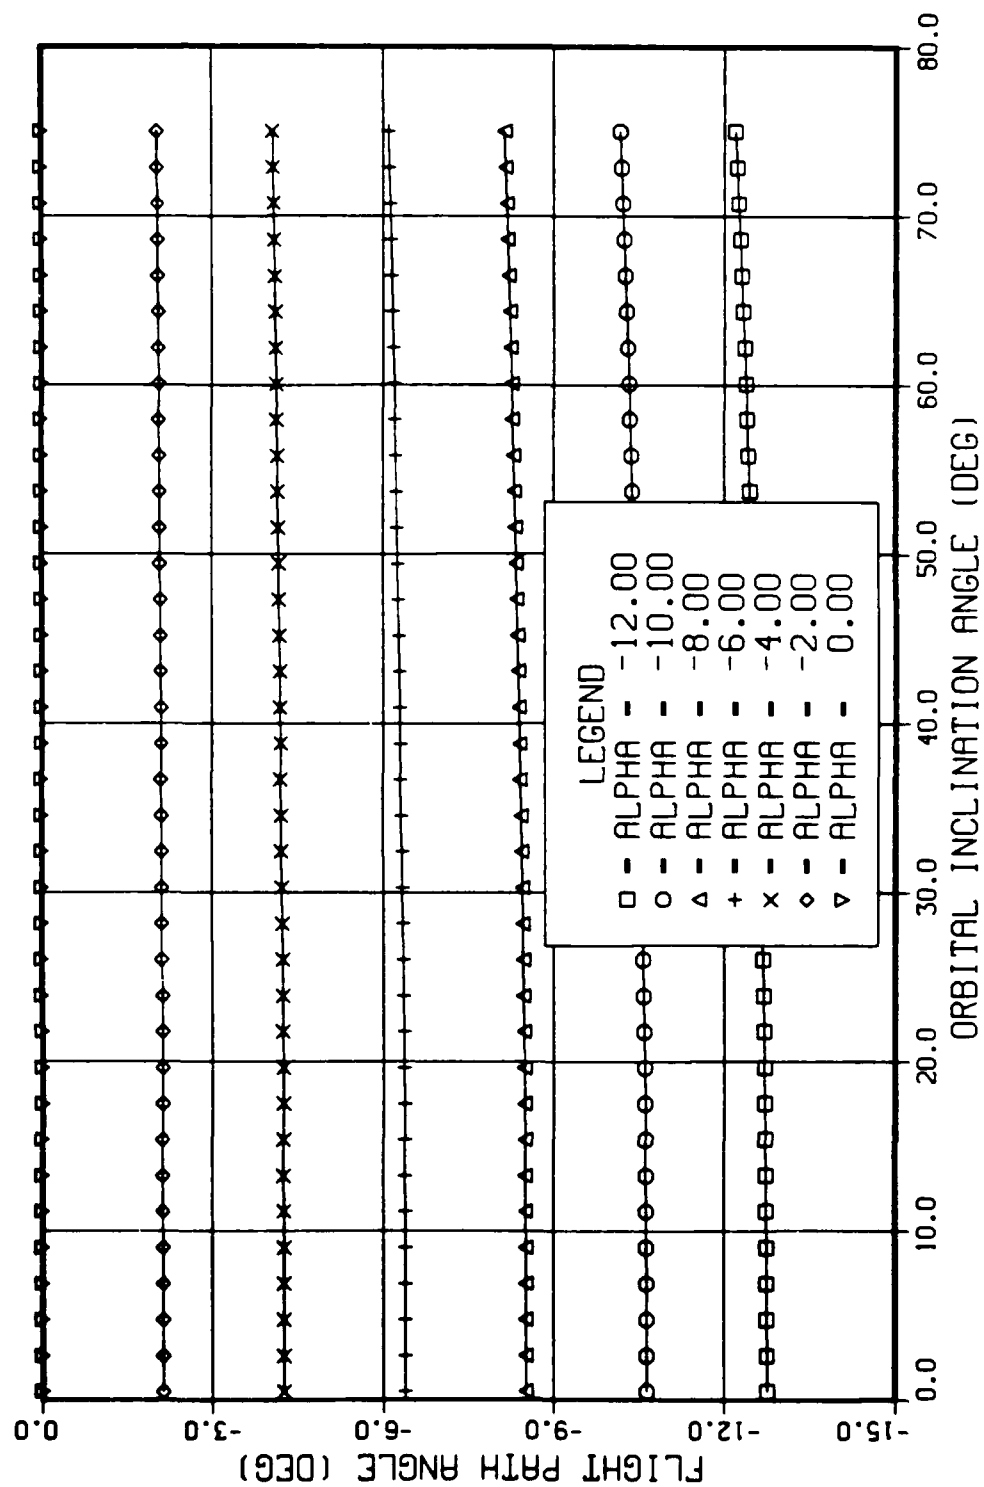 FLIGHT PATH ANGLE (DEG)
0.0
-3.0
-6.0
-9.0
-12.0
-15.0
LEGEND
□ - ALPHA - -12.00
○ - ALPHA - -10.00
△ - ALPHA - -8.00
+ - ALPHA - -6.00
× - ALPHA - -4.00
◇ - ALPHA - -2.00
▽ - ALPHA - 0.00
0.0 10.0 20.0 30.0 40.0 50.0 60.0 70.0 80.0
ORBITAL INCLINATION ANGLE (DEG)